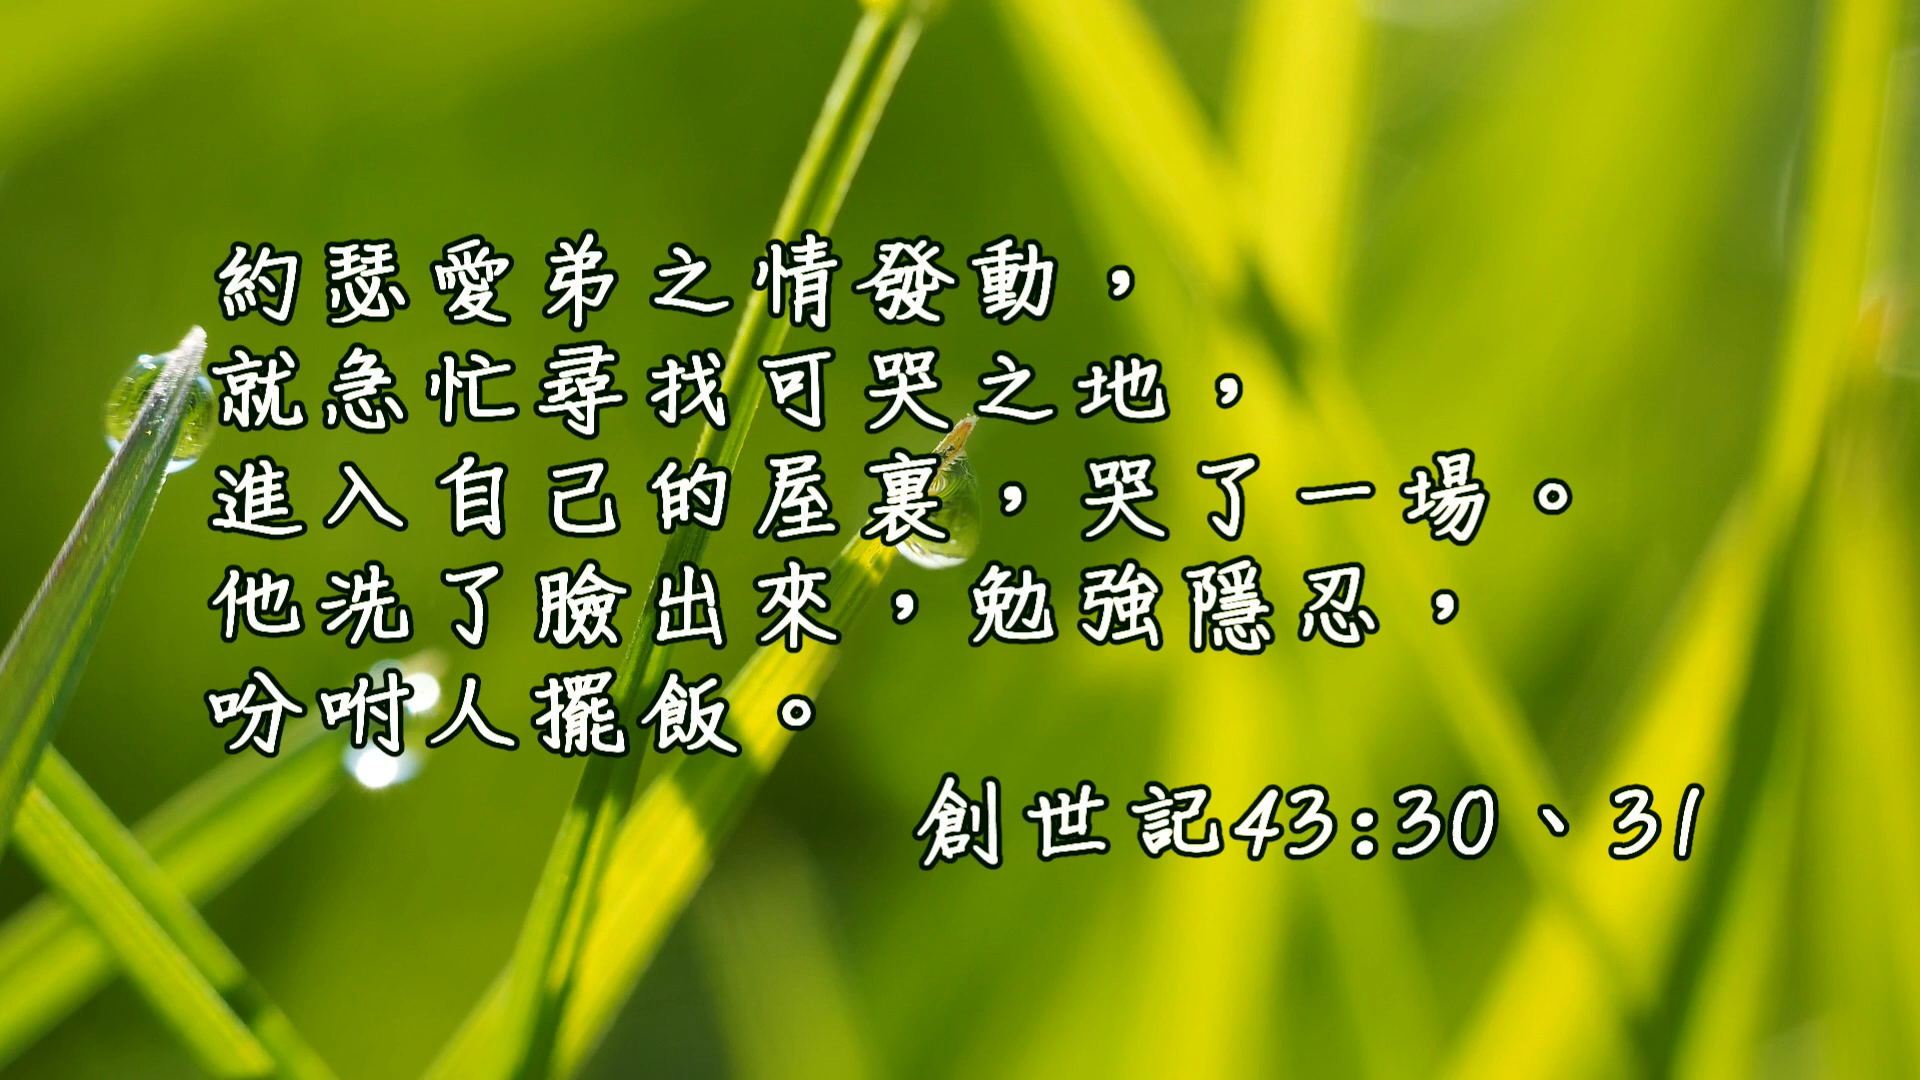 約瑟愛弟之情發動，
就急忙尋找可哭之地，
進入自己的屋裏，哭了一場。
他洗了臉出來，勉強隱忍，
吩咐人擺飯。
創世記43:30、31